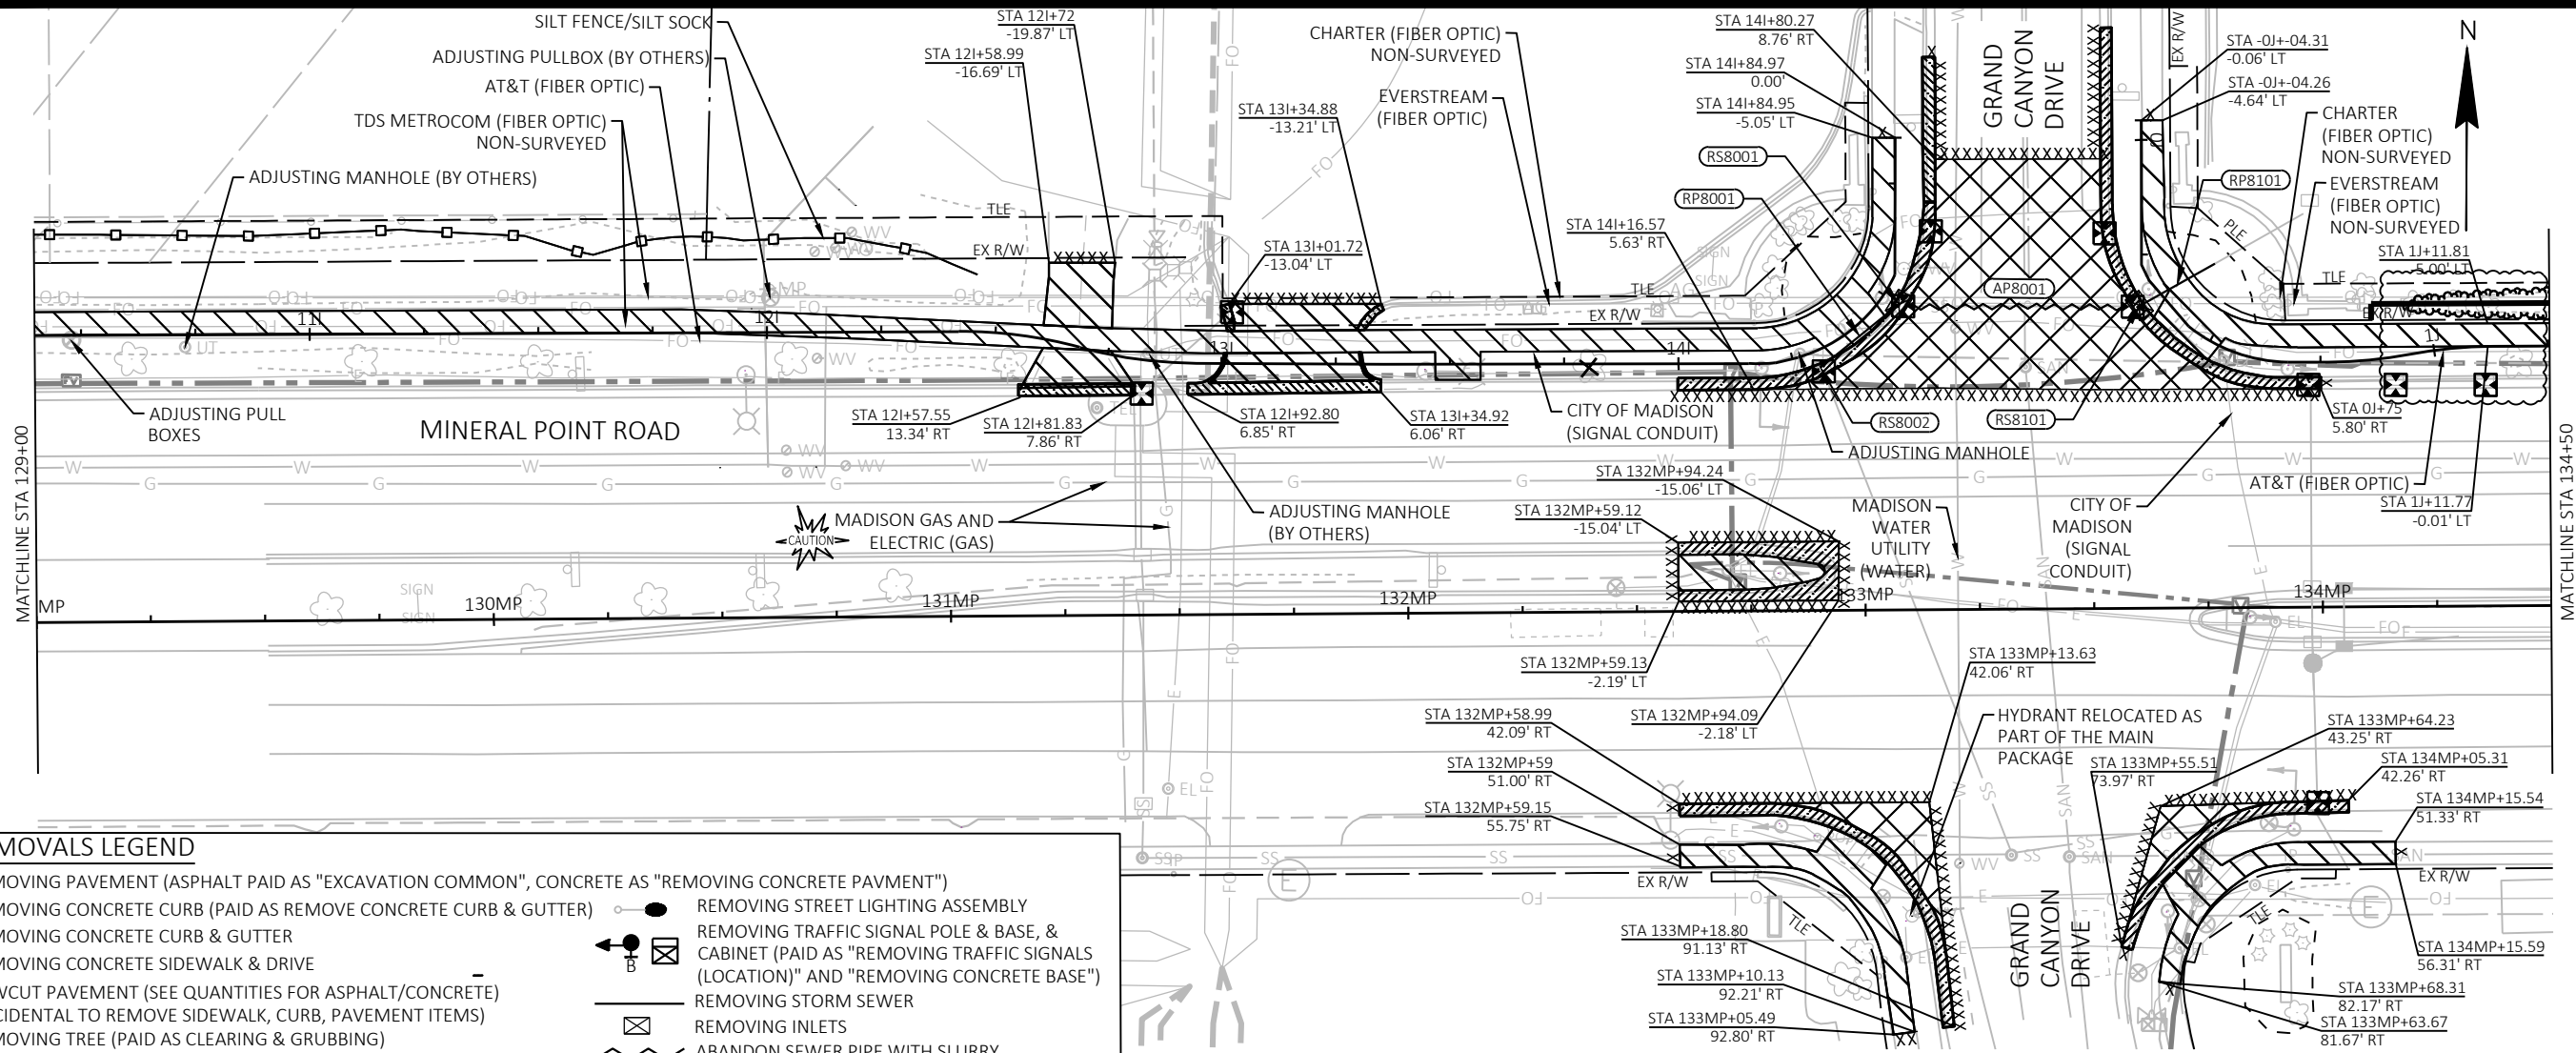 SILT FENCE/SILT SOCK
ADJUSTING PULLBOX (BY OTHERS)
AT&T (FIBER OPTIC)
TDS METROCOM (FIBER OPTIC)
NON-SURVEYED
ADJUSTING MANHOLE (BY OTHERS)
STA 12I+72
-19.87' LT
STA 12I+58.99
-16.69' LT
CHARTER (FIBER OPTIC)
NON-SURVEYED
EVERSTREAM
(FIBER OPTIC)
STA 13I+34.88
-13.21' LT
STA 13I+01.72
-13.04' LT
STA 14I+80.27
8.76' RT
STA 14I+84.97
0.00'
STA 14I+84.95
-5.05' LT
RS8001
RP8001
STA 14I+16.57
5.63' RT
GRAND
CANYON
DRIVE
EX R/W
STA -0J+-04.31
-0.06' LT
STA -0J+-04.26
-4.64' LT
N
CHARTER
(FIBER OPTIC)
NON-SURVEYED
RP8101
EVERSTREAM
(FIBER OPTIC)
NON-SURVEYED
PLE
STA 1J+11.81
-5.00' LT
TLE
EX R/W
TLE
EX R/W
TLE
EX R/W
AP8001
11I
12I
13I
14I
1J
ADJUSTING PULL
BOXES
MINERAL POINT ROAD
STA 12I+57.55
13.34' RT
STA 12I+81.83
7.86' RT
STA 12I+92.80
6.85' RT
STA 13I+34.92
6.06' RT
CITY OF MADISON
(SIGNAL CONDUIT)
RS8002
RS8101
STA 0J+75
5.80' RT
ADJUSTING MANHOLE
MATCHLINE STA 129+00
MATCHLINE STA 134+50
STA 132MP+94.24
-15.06' LT
STA 132MP+59.12
-15.04' LT
AT&T (FIBER OPTIC)
STA 1J+11.77
-0.01' LT
MADISON
WATER
UTILITY
(WATER)
CITY OF
MADISON
(SIGNAL
CONDUIT)
CAUTION
MADISON GAS AND
ELECTRIC (GAS)
ADJUSTING MANHOLE
(BY OTHERS)
SIGN
SIGN
MP
130MP
131MP
132MP
133MP
134MP
STA 132MP+59.13
-2.19' LT
STA 132MP+94.09
-2.18' LT
STA 133MP+13.63
42.06' RT
STA 132MP+58.99
42.09' RT
STA 132MP+59
51.00' RT
STA 132MP+59.15
55.75' RT
HYDRANT RELOCATED AS
PART OF THE MAIN
PACKAGE
STA 133MP+64.23
43.25' RT
STA 133MP+55.51
73.97' RT
STA 134MP+05.31
42.26' RT
STA 134MP+15.54
51.33' RT
EX R/W
EX R/W
TLE
TLE
STA 133MP+18.80
91.13' RT
STA 133MP+10.13
92.21' RT
STA 133MP+05.49
92.80' RT
GRAND
CANYON
DRIVE
STA 134MP+15.59
56.31' RT
STA 133MP+68.31
82.17' RT
STA 133MP+63.67
81.67' RT
MOVALS LEGEND
MOVING PAVEMENT (ASPHALT PAID AS "EXCAVATION COMMON", CONCRETE AS "REMOVING CONCRETE PAVMENT")
MOVING CONCRETE CURB (PAID AS REMOVE CONCRETE CURB & GUTTER)
MOVING CONCRETE CURB & GUTTER
MOVING CONCRETE SIDEWALK & DRIVE
WCUT PAVEMENT (SEE QUANTITIES FOR ASPHALT/CONCRETE)
CIDENTAL TO REMOVE SIDEWALK, CURB, PAVEMENT ITEMS)
MOVING TREE (PAID AS CLEARING & GRUBBING)
REMOVING STREET LIGHTING ASSEMBLY
B
REMOVING TRAFFIC SIGNAL POLE & BASE, &
CABINET (PAID AS "REMOVING TRAFFIC SIGNALS
(LOCATION)" AND "REMOVING CONCRETE BASE")
REMOVING STORM SEWER
REMOVING INLETS
ABANDON SEWER PIPE WITH SLURRY